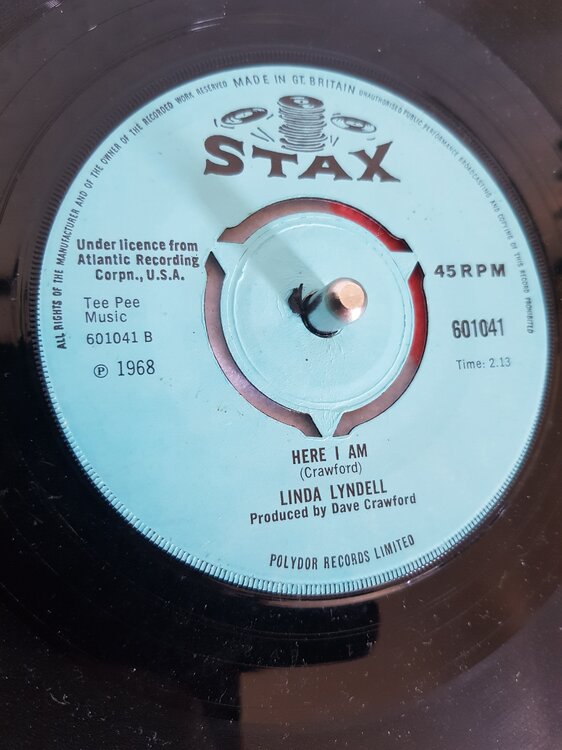 ALL RIGHTS OF THE MANUFACTURER AND OF THE OWNER OF THE RECORDED WORK RESERVED MADE IN GT. BRITAIN UNAUTHORISED PUBLIC PERFORMANCE BROADCASTING AND COPYING OF THIS RECORD PROHIBITED
STAX
Under licence from
Atlantic Recording
Corpn., U.S.A.
45 RPM
Tee Pee
Music
601041 B
601041
℗ 1968
Time: 2.13
HERE I AM
(Crawford)
LINDA LYNDELL
Produced by Dave Crawford
POLYDOR RECORDS LIMITED